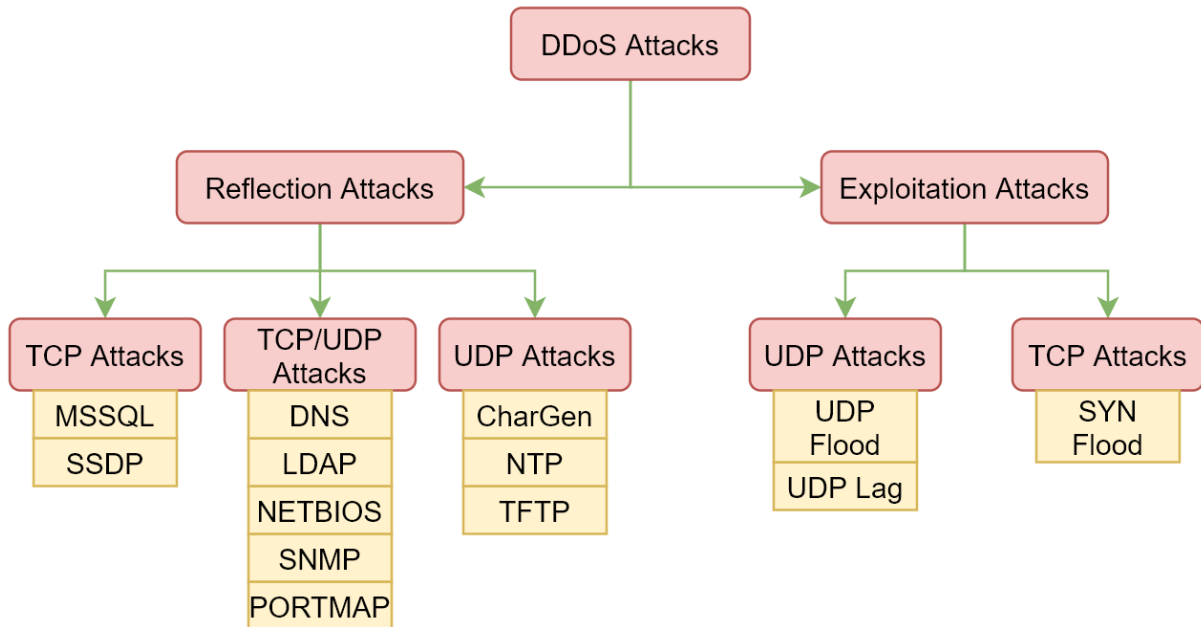 DDoS Attacks
Reflection Attacks
Exploitation Attacks
TCP Attacks
MSSQL
SSDP
TCP/UDP
Attacks
DNS
LDAP
NETBIOS
SNMP
PORTMAP
UDP Attacks
CharGen
NTP
TFTP
UDP Attacks
UDP
Flood
UDP Lag
TCP Attacks
SYN
Flood